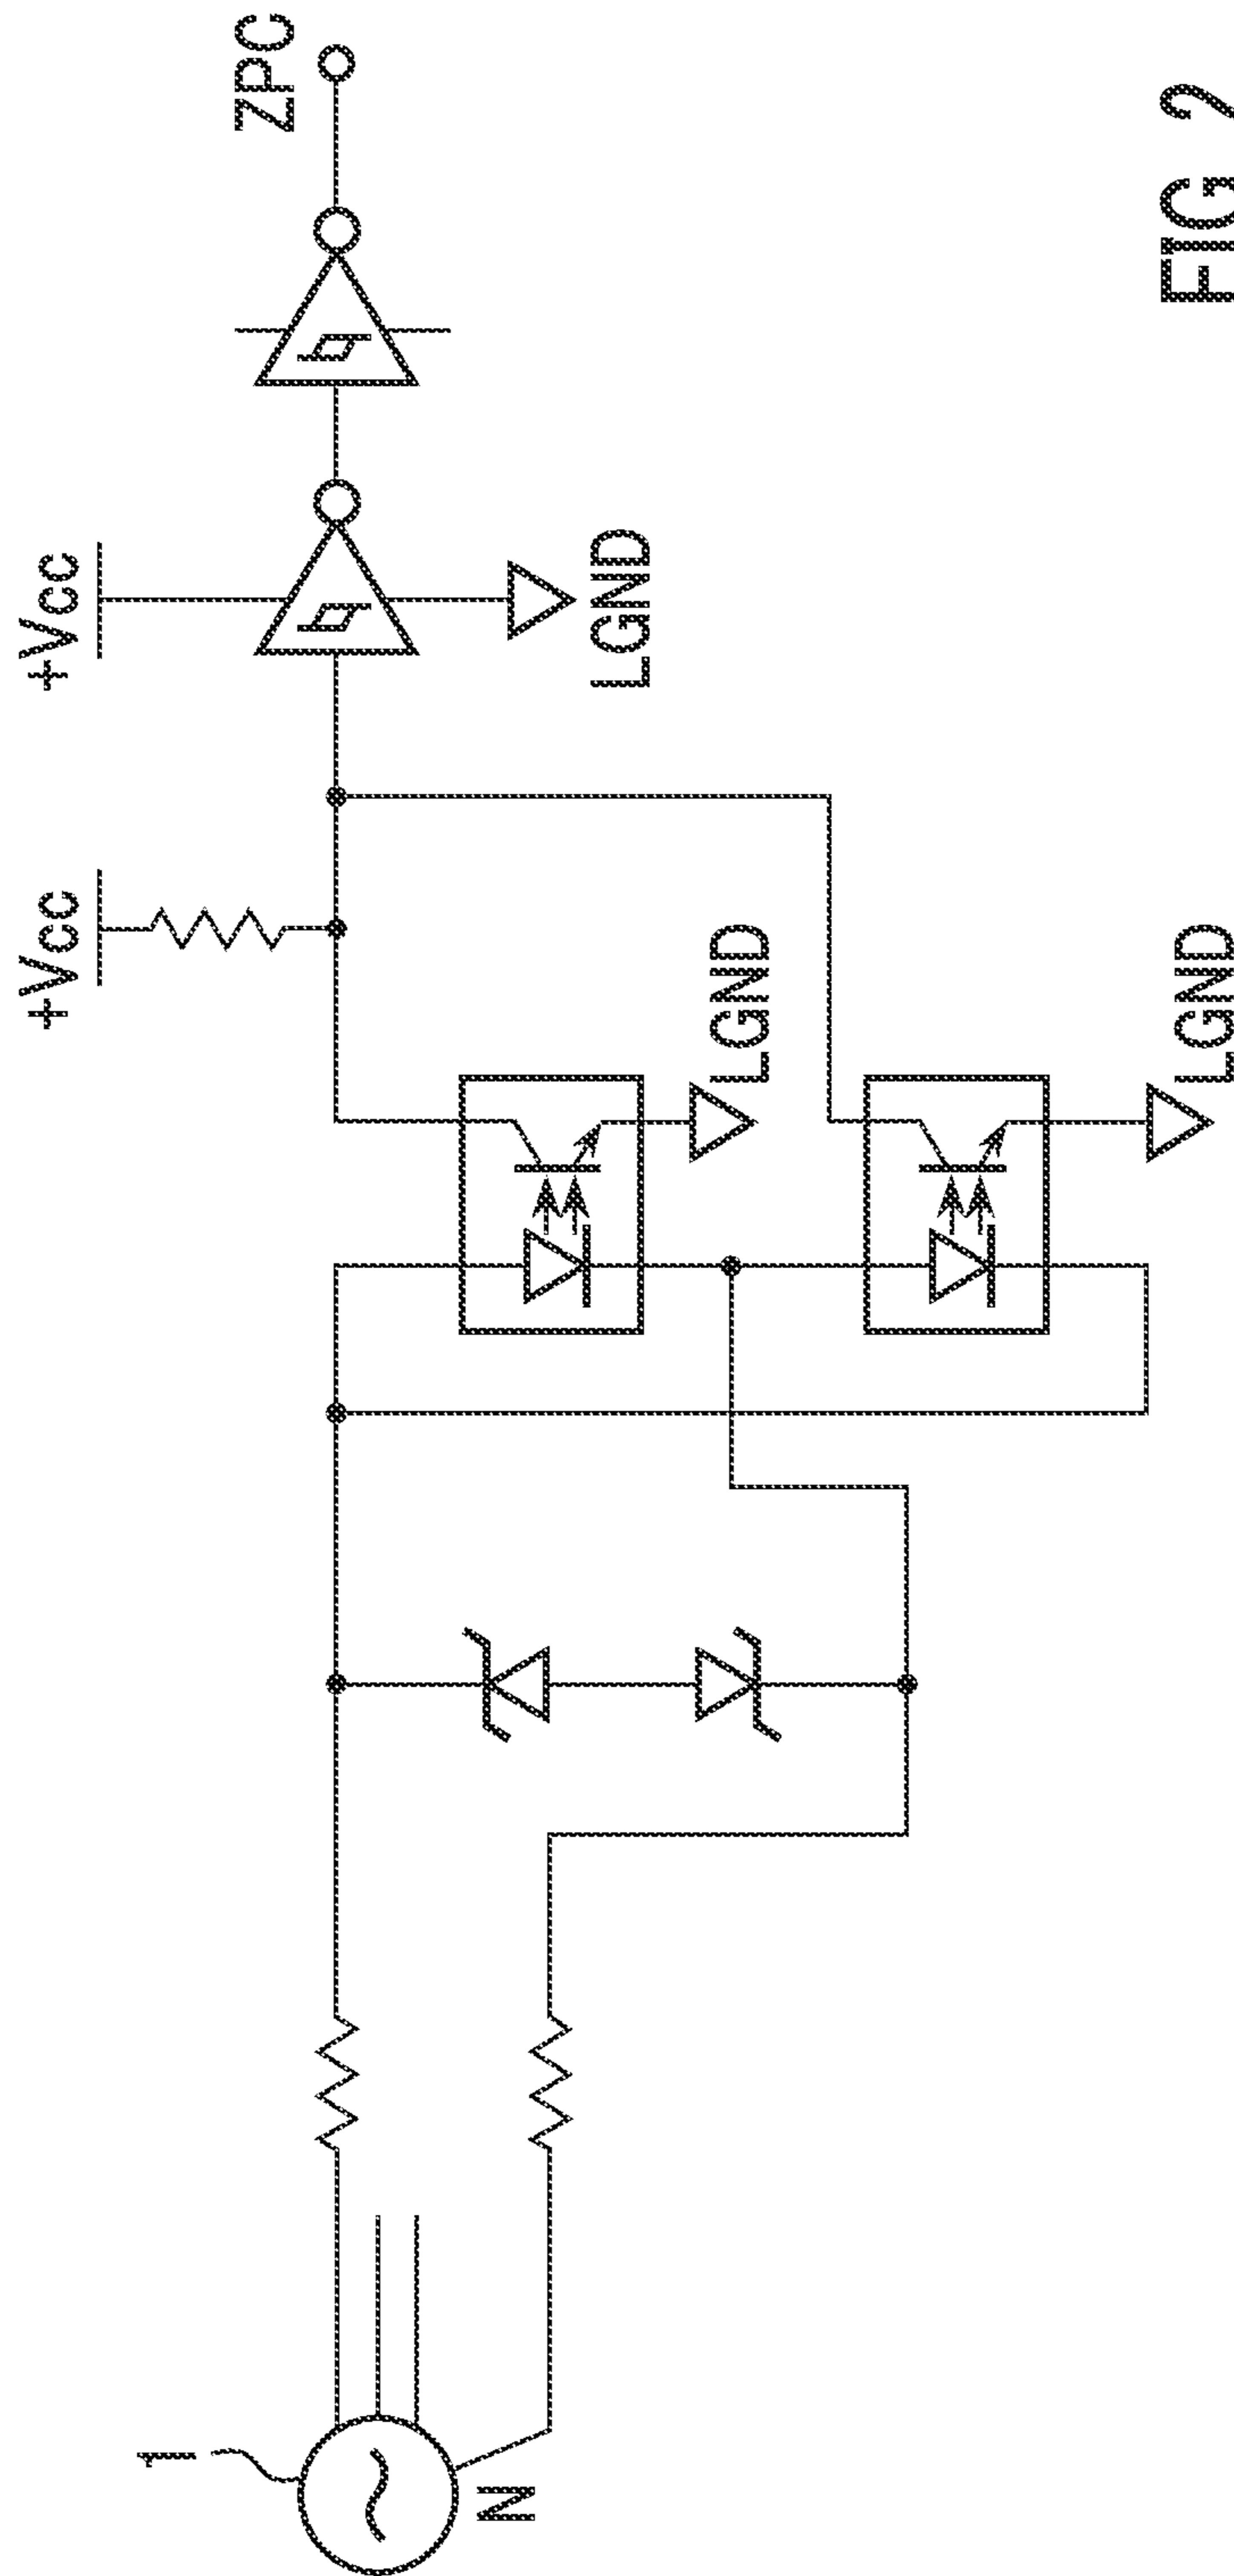 1
N
+Vcc
+Vcc
LGND
LGND
LGND
ZPC
FIG 2